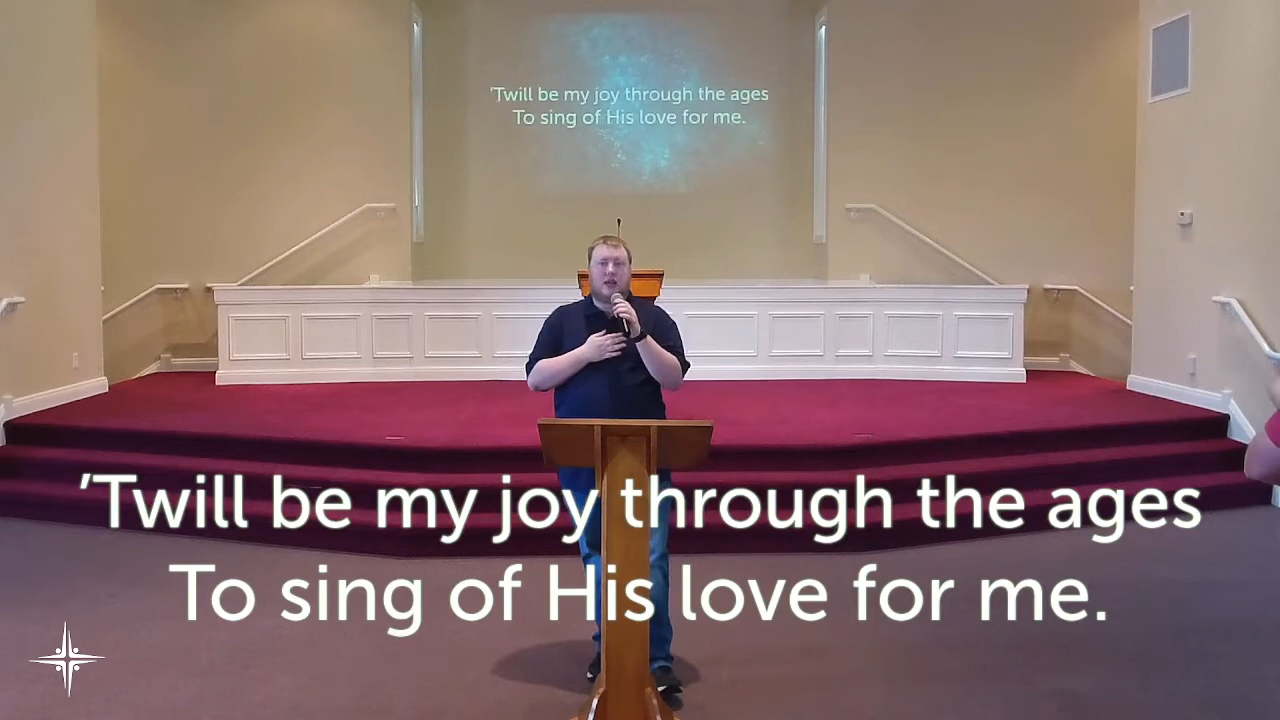 ’Twill be my joy through the ages
To sing of His love for me.
’Twill be my joy through the ages
To sing of His love for me.